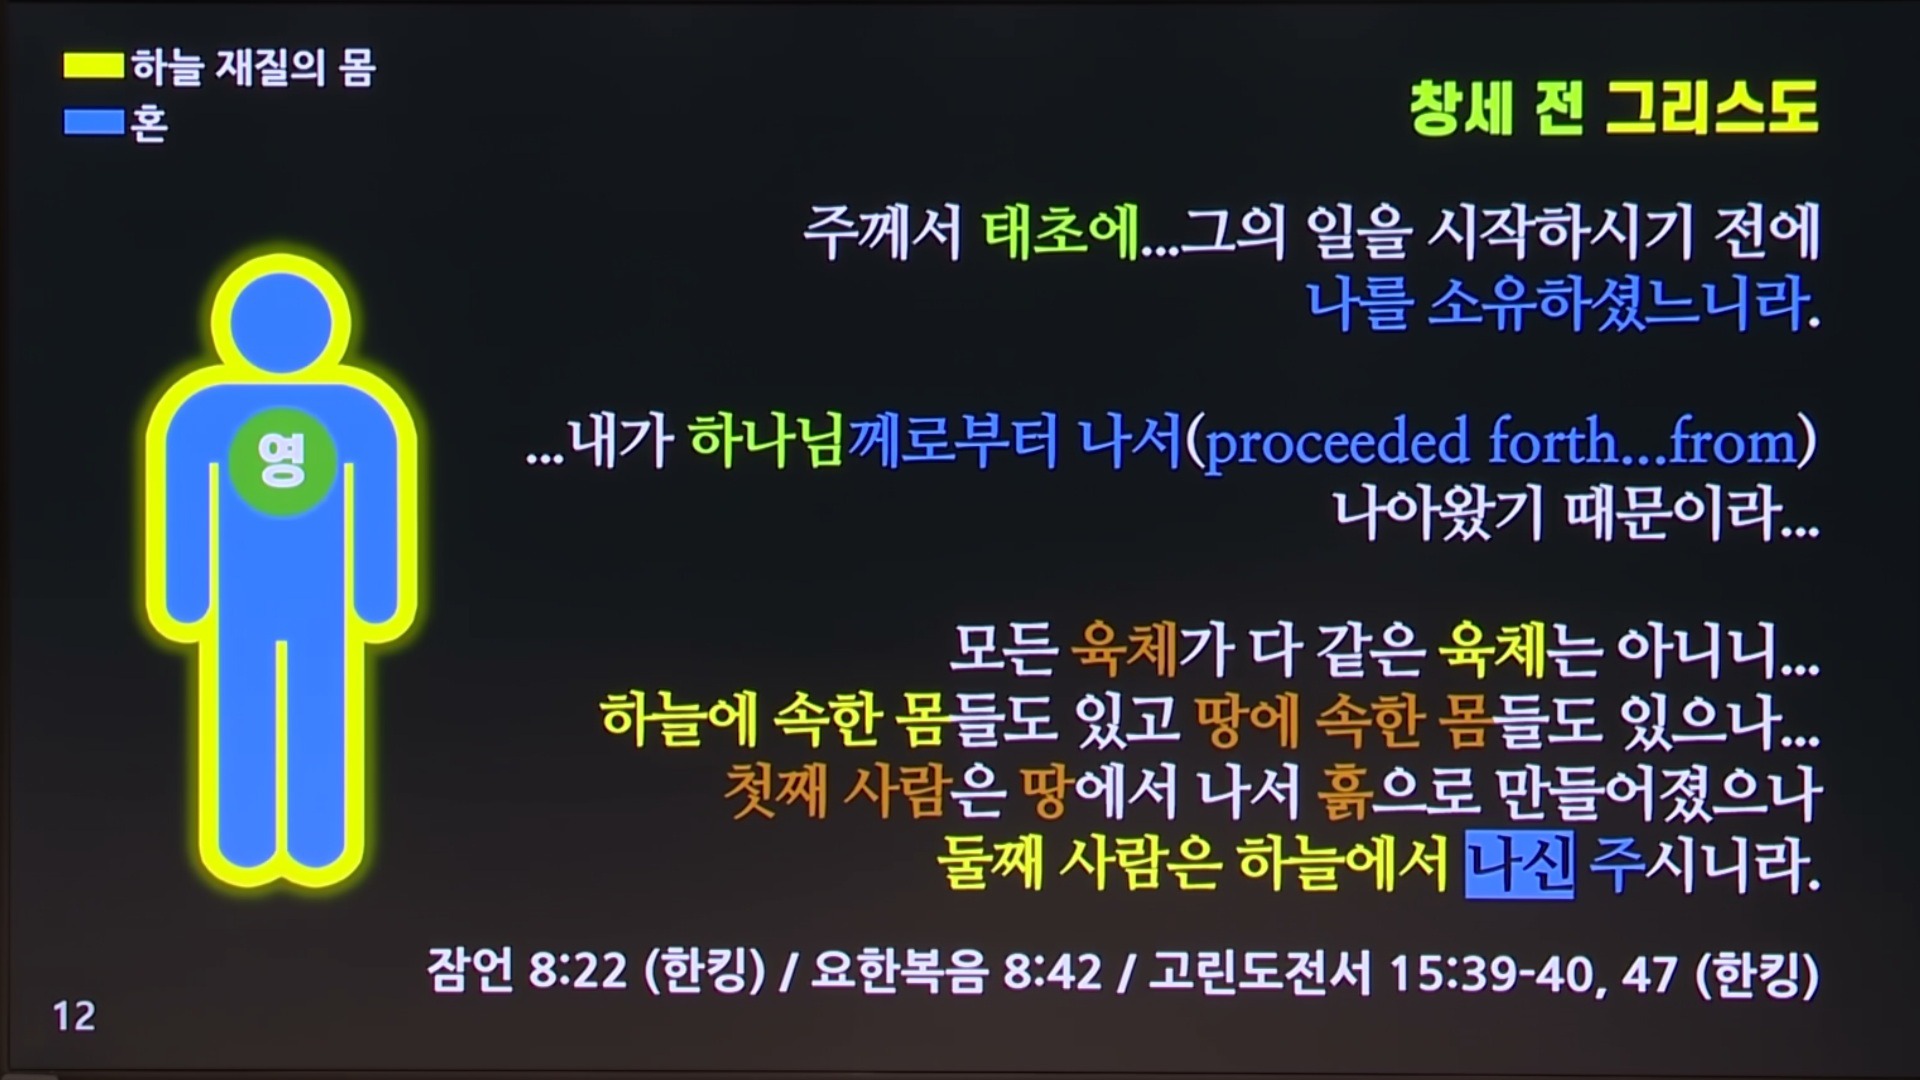 하늘 재질의 몸
혼
창세 전 그리스도
주께서 태초에...그의 일을 시작하시기 전에
나를 소유하셨느니라.
...내가 하나님께로부터 나서(proceeded forth...from)
나아왔기 때문이라...
영
모든 육체가 다 같은 육체는 아니니...
하늘에 속한 몸들도 있고 땅에 속한 몸들도 있으나...
첫째 사람은 땅에서 나서 흙으로 만들어졌으나
둘째 사람은 하늘에서 나신 주시니라.
잠언 8:22 (한킹) / 요한복음 8:42 / 고린도전서 15:39-40, 47 (한킹)
12